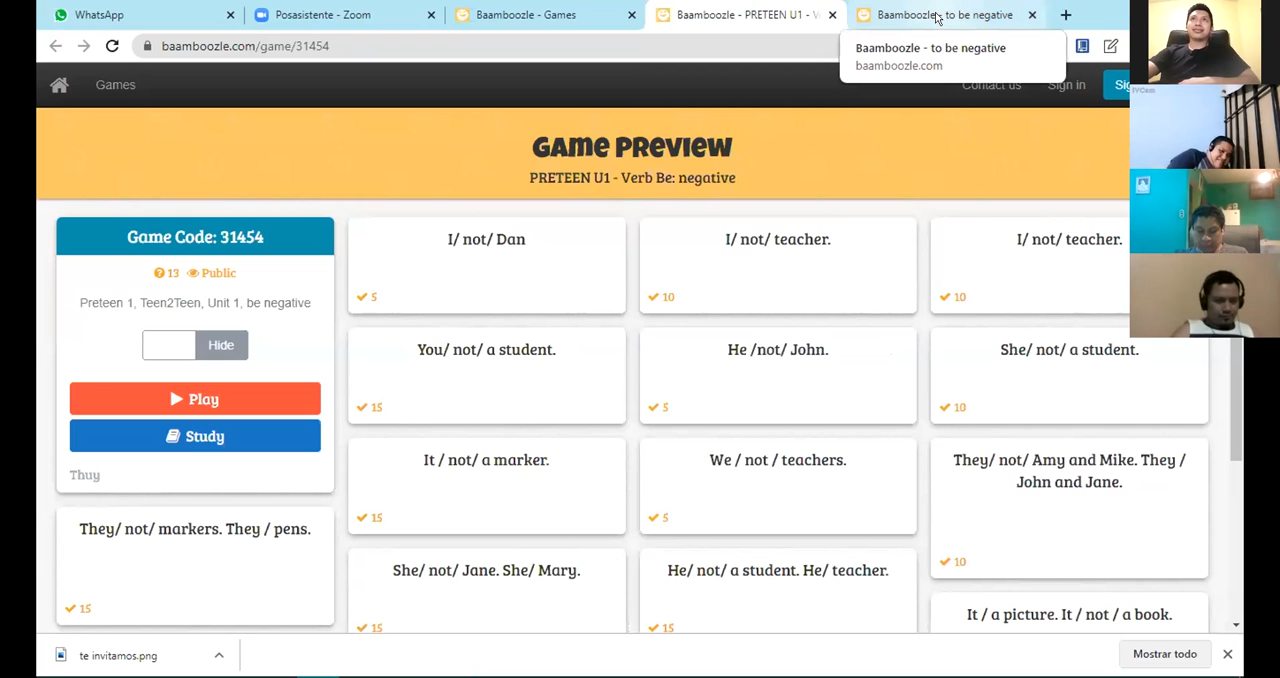 WhatsApp
Posasistente - Zoom
Baamboozle - Games
Baamboozle - PRETEEN U1 - V
Baamboozle - to be negative
baamboozle.com/game/31454
Baamboozle - to be negative
baamboozle.com
Games
Contact us
Sign in
Game Preview
PRETEEN U1 - Verb Be: negative
Game Code: 31454
13 Public
Preteen 1, Teen2Teen, Unit 1, be negative
Hide
Play
Study
Thuy
I/ not/ Dan
5
I/ not/ teacher.
10
I/ not/ teacher.
10
You/ not/ a student.
15
He /not/ John.
5
She/ not/ a student.
10
It / not/ a marker.
15
We / not / teachers.
5
They/ not/ Amy and Mike. They /
John and Jane.
10
They/ not/ markers. They / pens.
15
She/ not/ Jane. She/ Mary.
15
He/ not/ a student. He/ teacher.
15
It / a picture. It / not / a book.
te invitamos.png
Mostrar todo